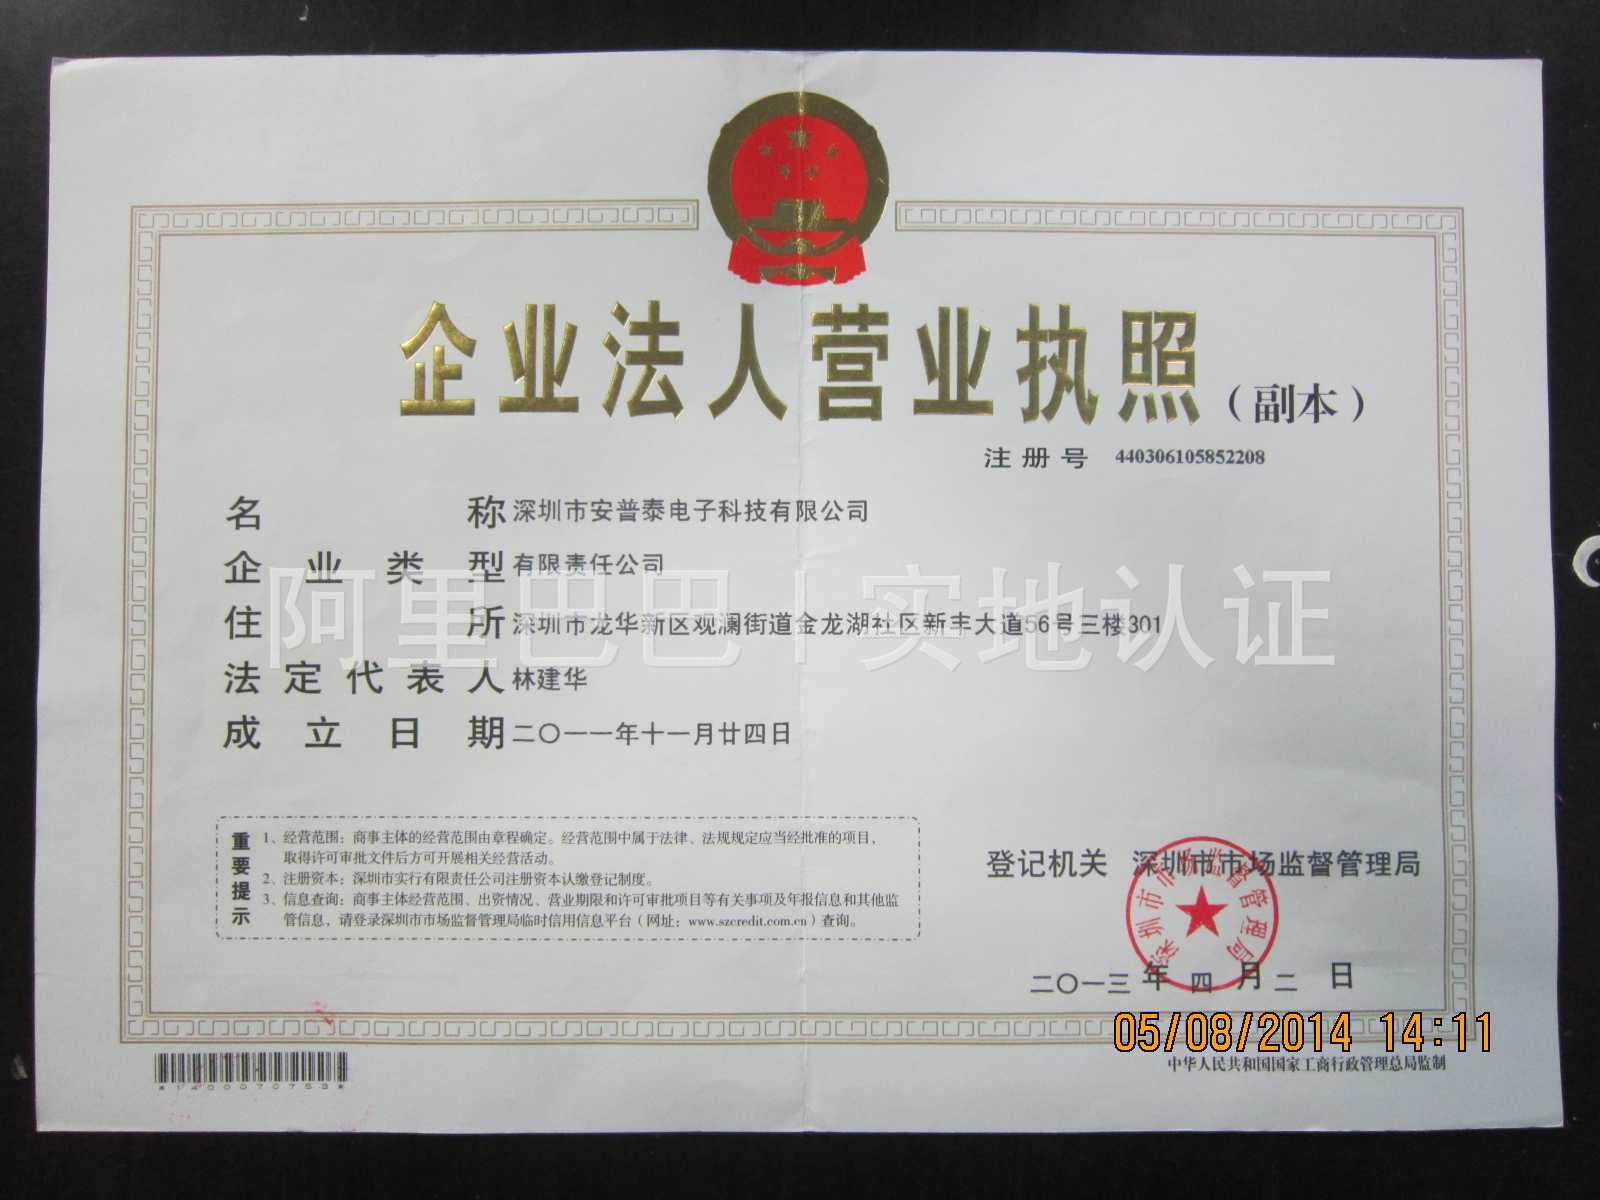 企业法人营业执照（副本）
注册号 440306105852208
名称 深圳市安普泰电子科技有限公司
企业类型 有限责任公司
阿里巴巴 | 实地认证
住所 深圳市龙华新区观澜街道金龙湖社区新丰大道56号三楼301
法定代表人 林建华
成立日期 二〇一一年十一月廿四日
重要提示
1、经营范围：商事主体的经营范围由章程确定。经营范围中属于法律、法规规定应当经批准的项目，
取得许可审批文件后方可开展相关经营活动。
2、注册资本：深圳市实行有限责任公司注册资本认缴登记制度。
3、信息查询：商事主体经营范围、出资情况、营业期限和许可审批项目等有关事项及年报信息和其他监
管信息，请登录深圳市市场监督管理局临时信用信息平台（网址：www.szcredit.com.cn）查询。
登记机关 深圳市市场监督管理局
深圳市市场监督管理局
二〇一三年四月二日
05/08/2014 14:11
*1400070753*
中华人民共和国国家工商行政管理总局监制